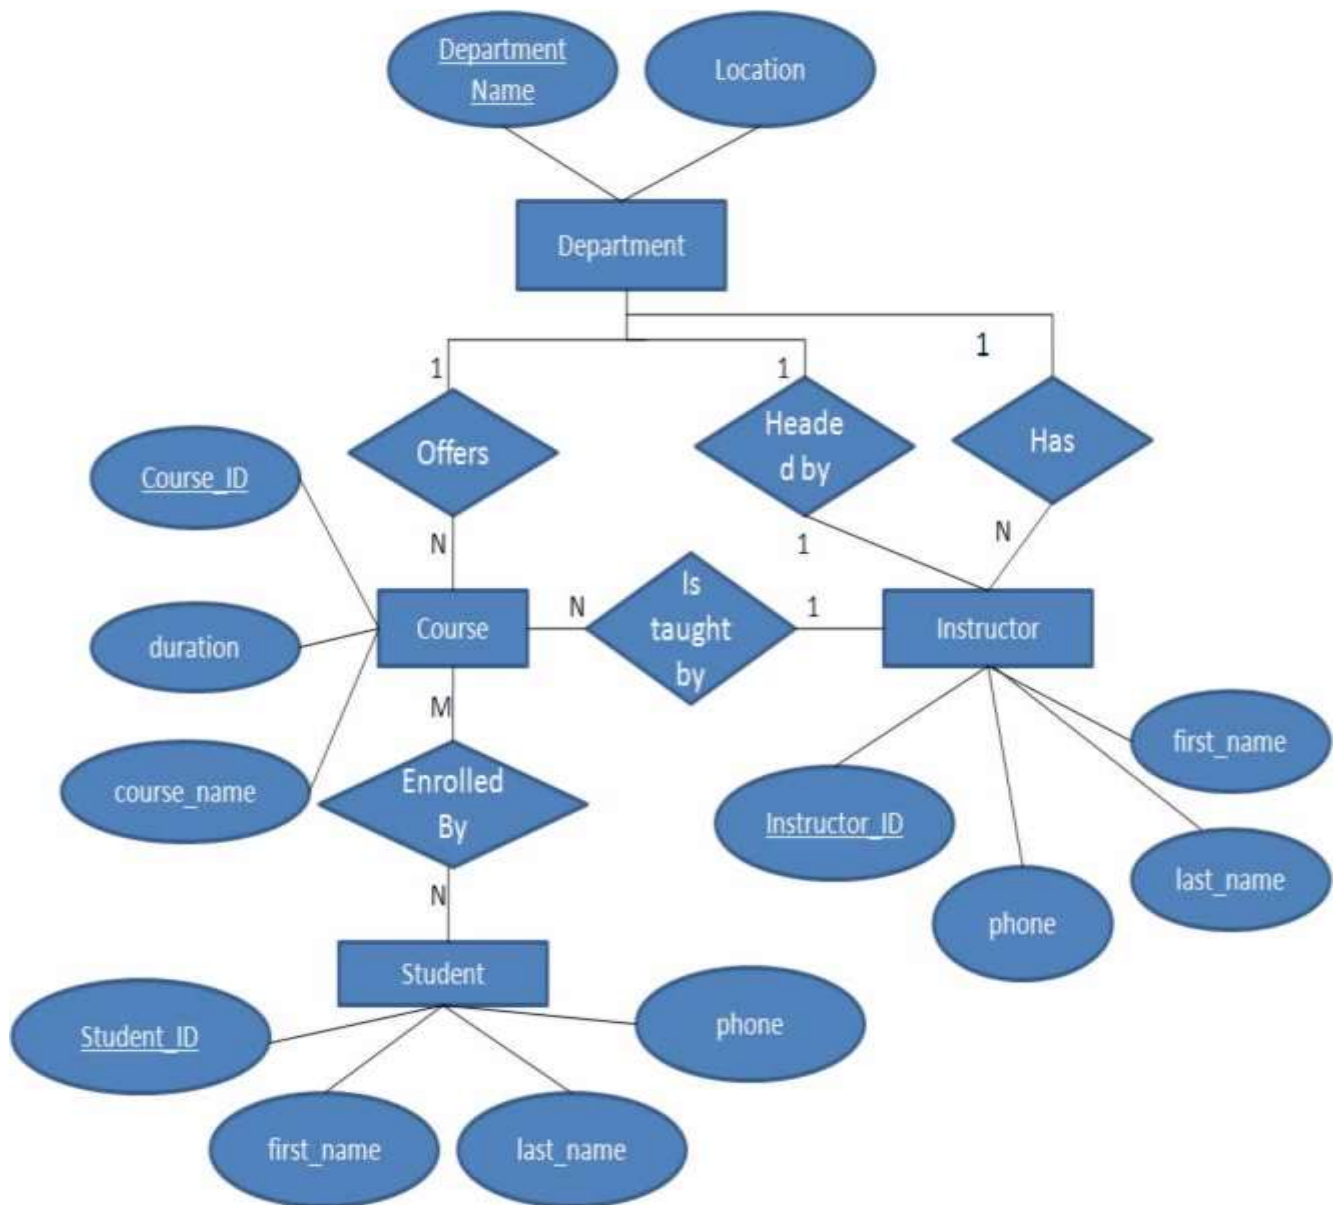 Department
Name
Location
Department
1
1
1
Offers
Heade
d by
Has
Course_ID
N
1
N
Is
taught
by
N
1
Course
Instructor
duration
M
first_name
course_name
Enrolled
By
Instructor_ID
last_name
phone
N
Student
Student_ID
phone
first_name
last_name